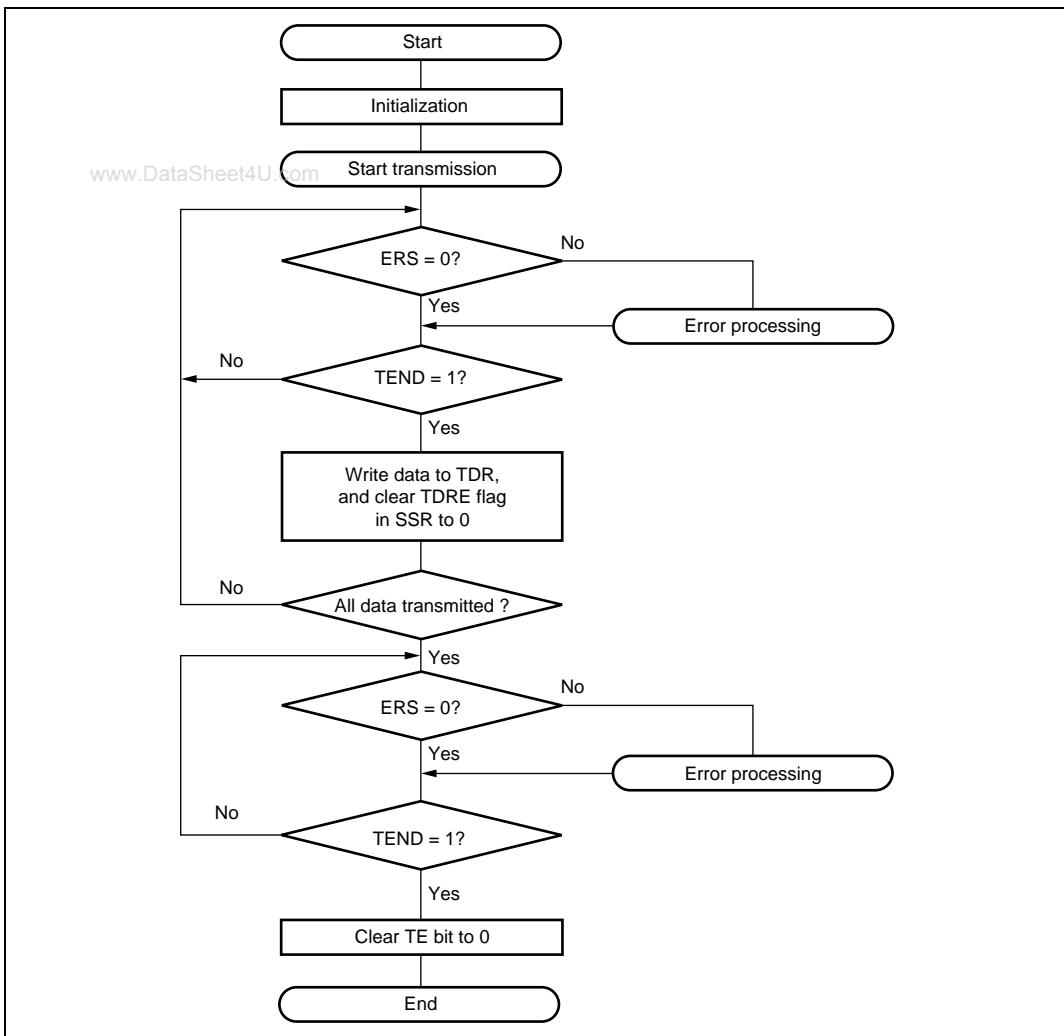 Start
Initialization
www.DataSheet4U.com
Start transmission
ERS = 0?
No
Yes
Error processing
No
TEND = 1?
Yes
Write data to TDR,
and clear TDRE flag
in SSR to 0
No
All data transmitted ?
Yes
ERS = 0?
No
Yes
Error processing
No
TEND = 1?
Yes
Clear TE bit to 0
End